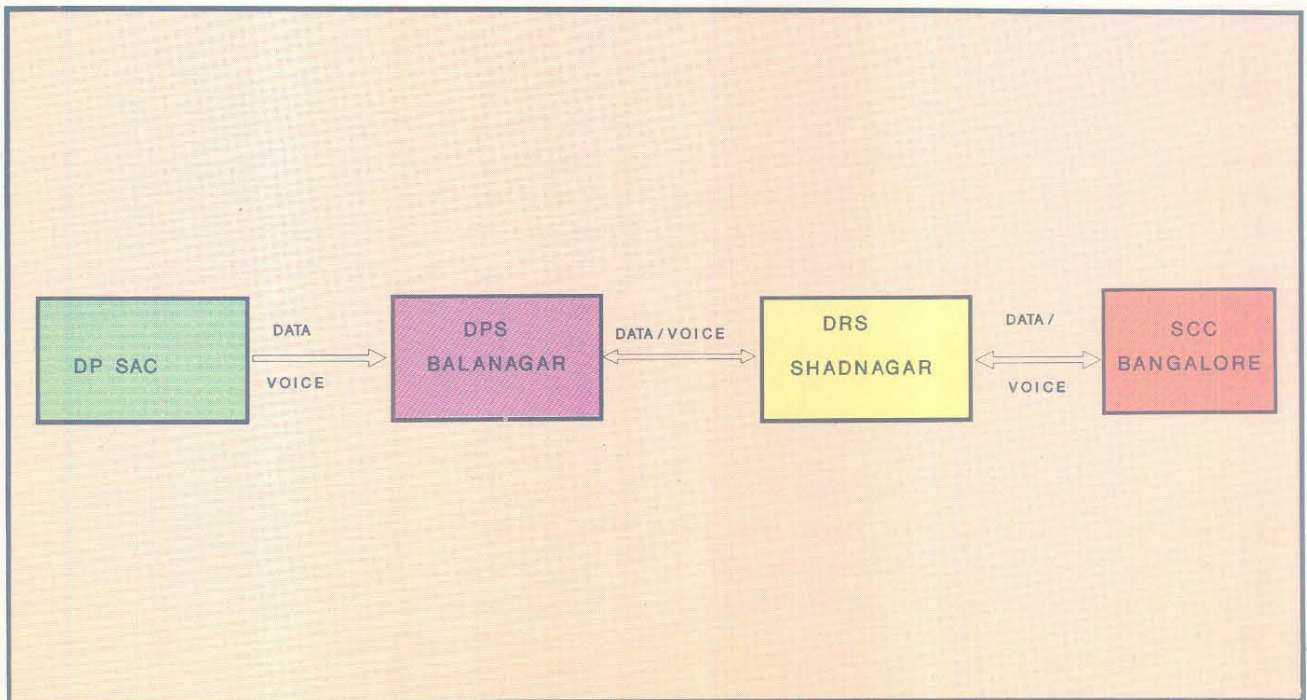 DP SAC
DATA
VOICE
DPS
BALANAGAR
DATA/VOICE
DRS
SHADNAGAR
DATA/
VOICE
SCC
BANGALORE